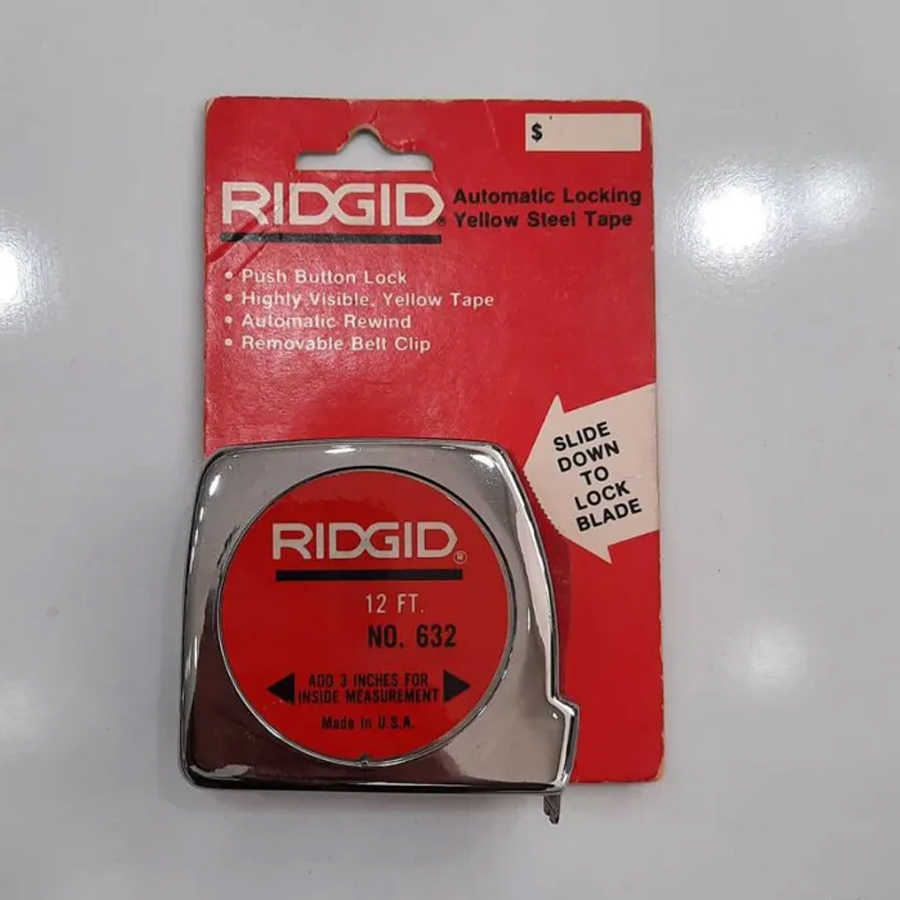 $
RIDGID® Automatic Locking
Yellow Steel Tape
• Push Button Lock
• Highly Visible, Yellow Tape
• Automatic Rewind
• Removable Belt Clip
SLIDE
DOWN
TO
LOCK
BLADE
RIDGID®
12 FT.
NO. 632
ADD 3 INCHES FOR
INSIDE MEASUREMENT
Made in U.S.A.